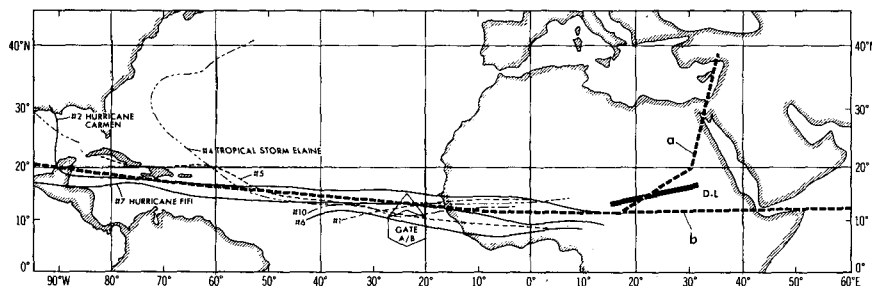 40°N
40°N
#2 HURRICANE
CARMEN
30°
30°
#4 TROPICAL STORM ELAINE
a
20°
#5
20°
D-L
#7 HURRICANE FIFI
#10
#6
#1
10°
10°
GATE
A/B
b
0°
0°
90°W
80°
70°
60°
50°
40°
30°
20°
10°
0°
10°
20°
30°
40°
50°
60°E